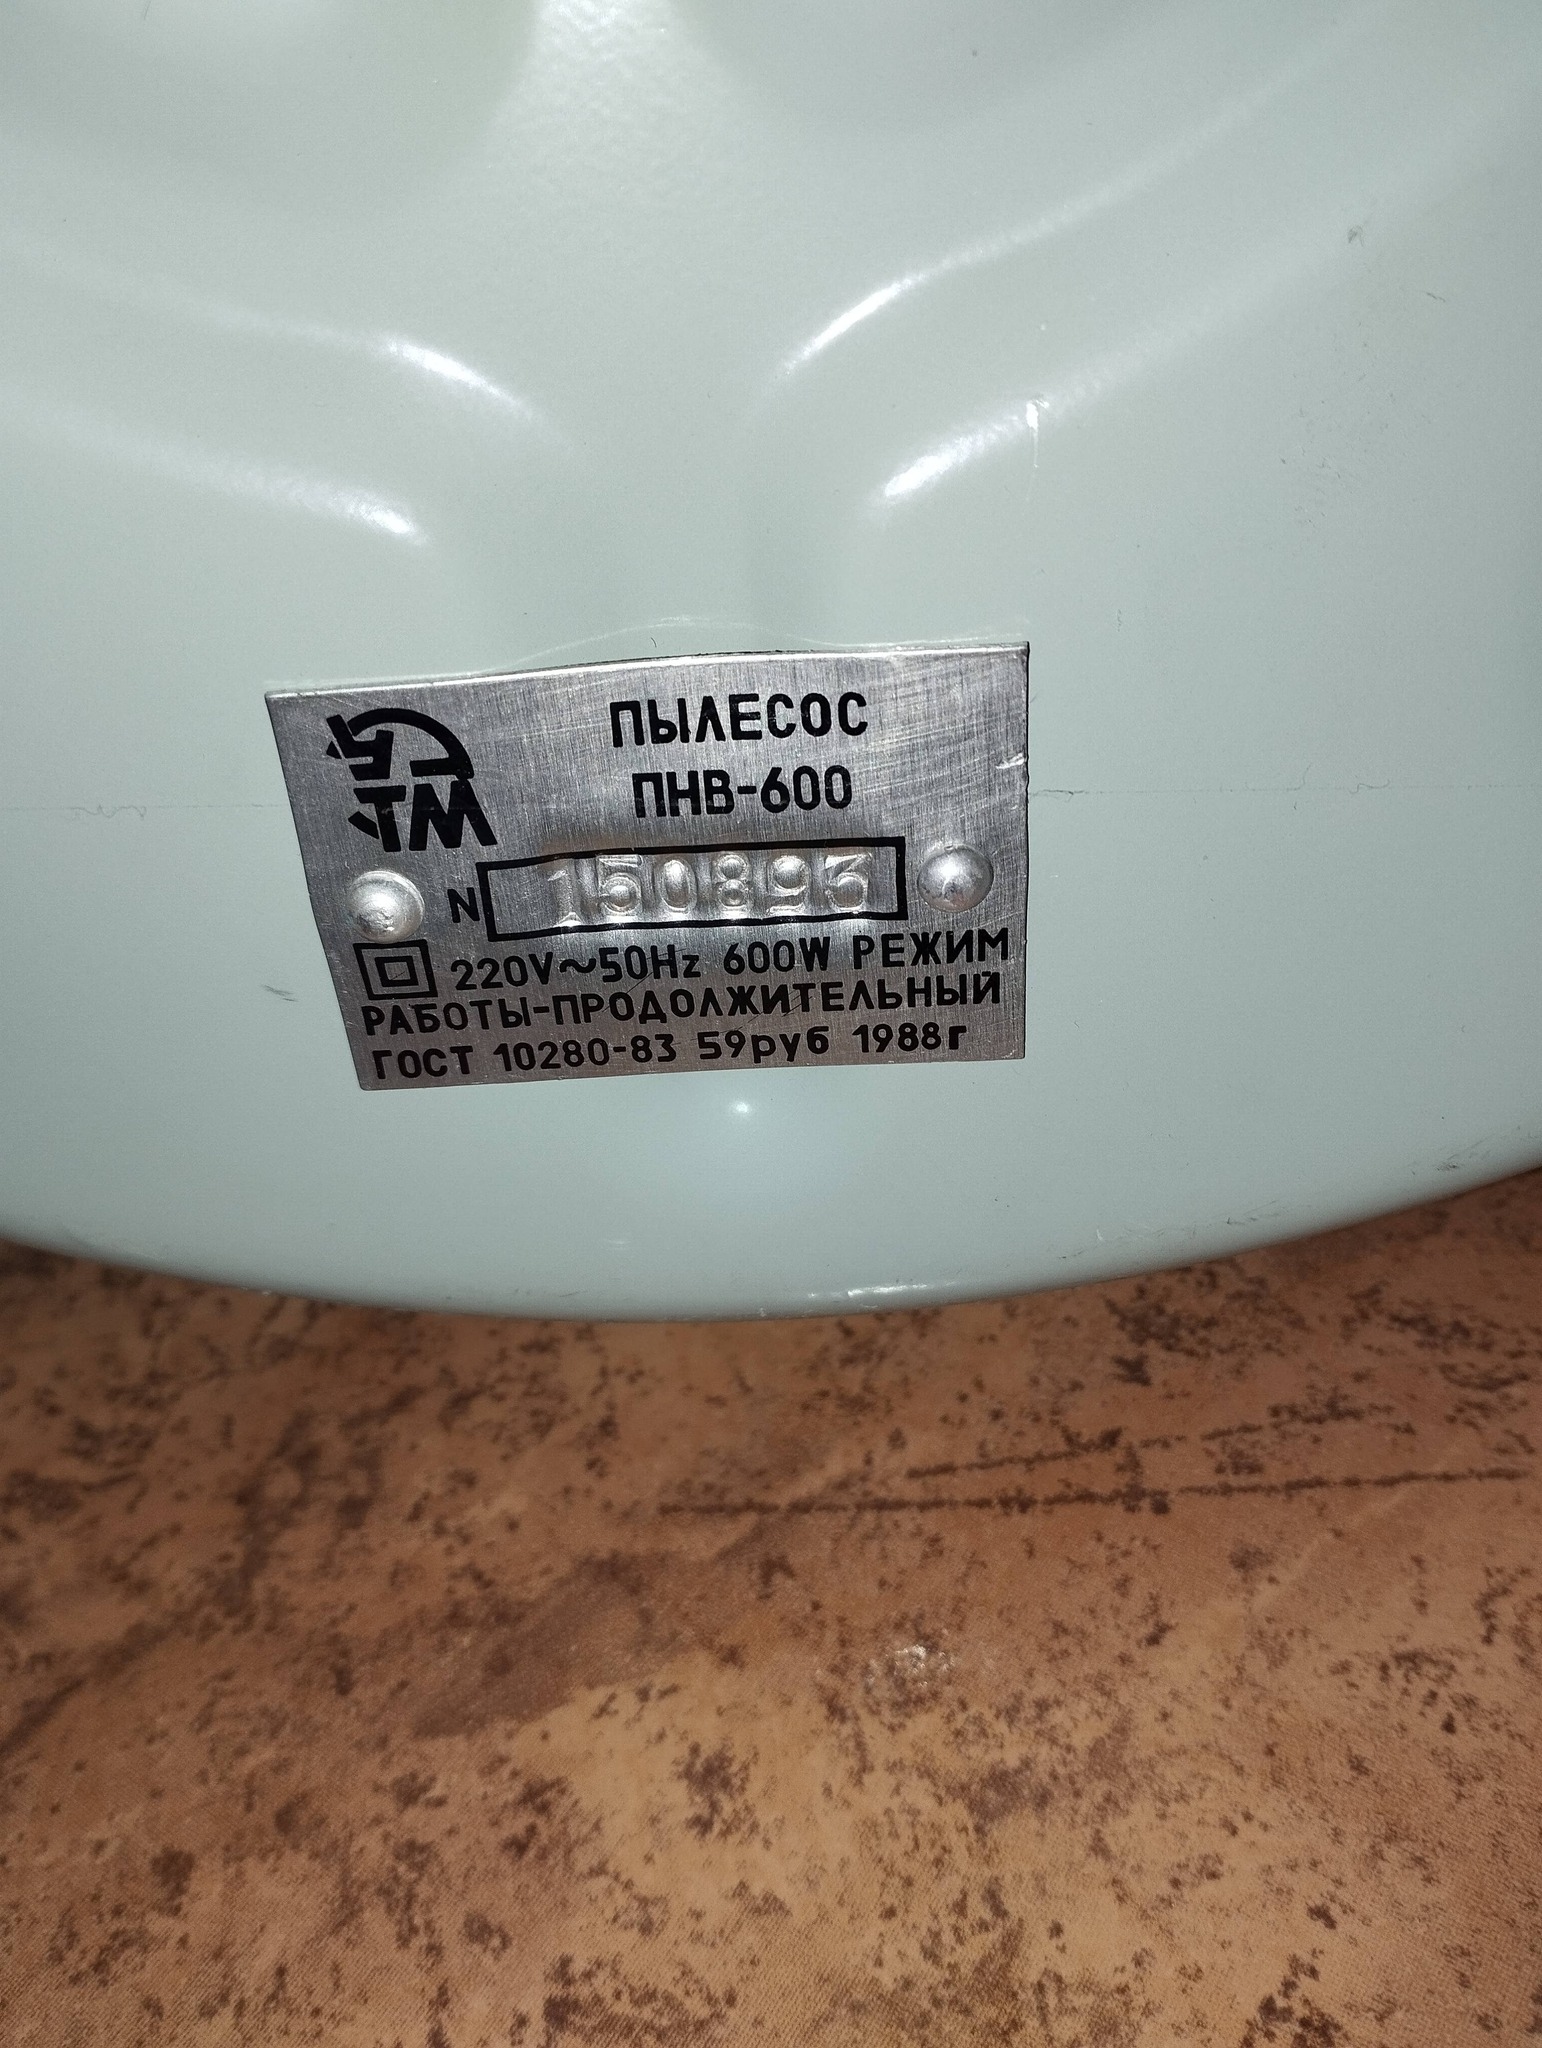 ПЫЛЕСОС
ПНВ-600
N 150893
220V~50Hz 600W РЕЖИМ
РАБОТЫ-ПРОДОЛЖИТЕЛЬНЫЙ
ГОСТ 10280-83 59руб 1988г